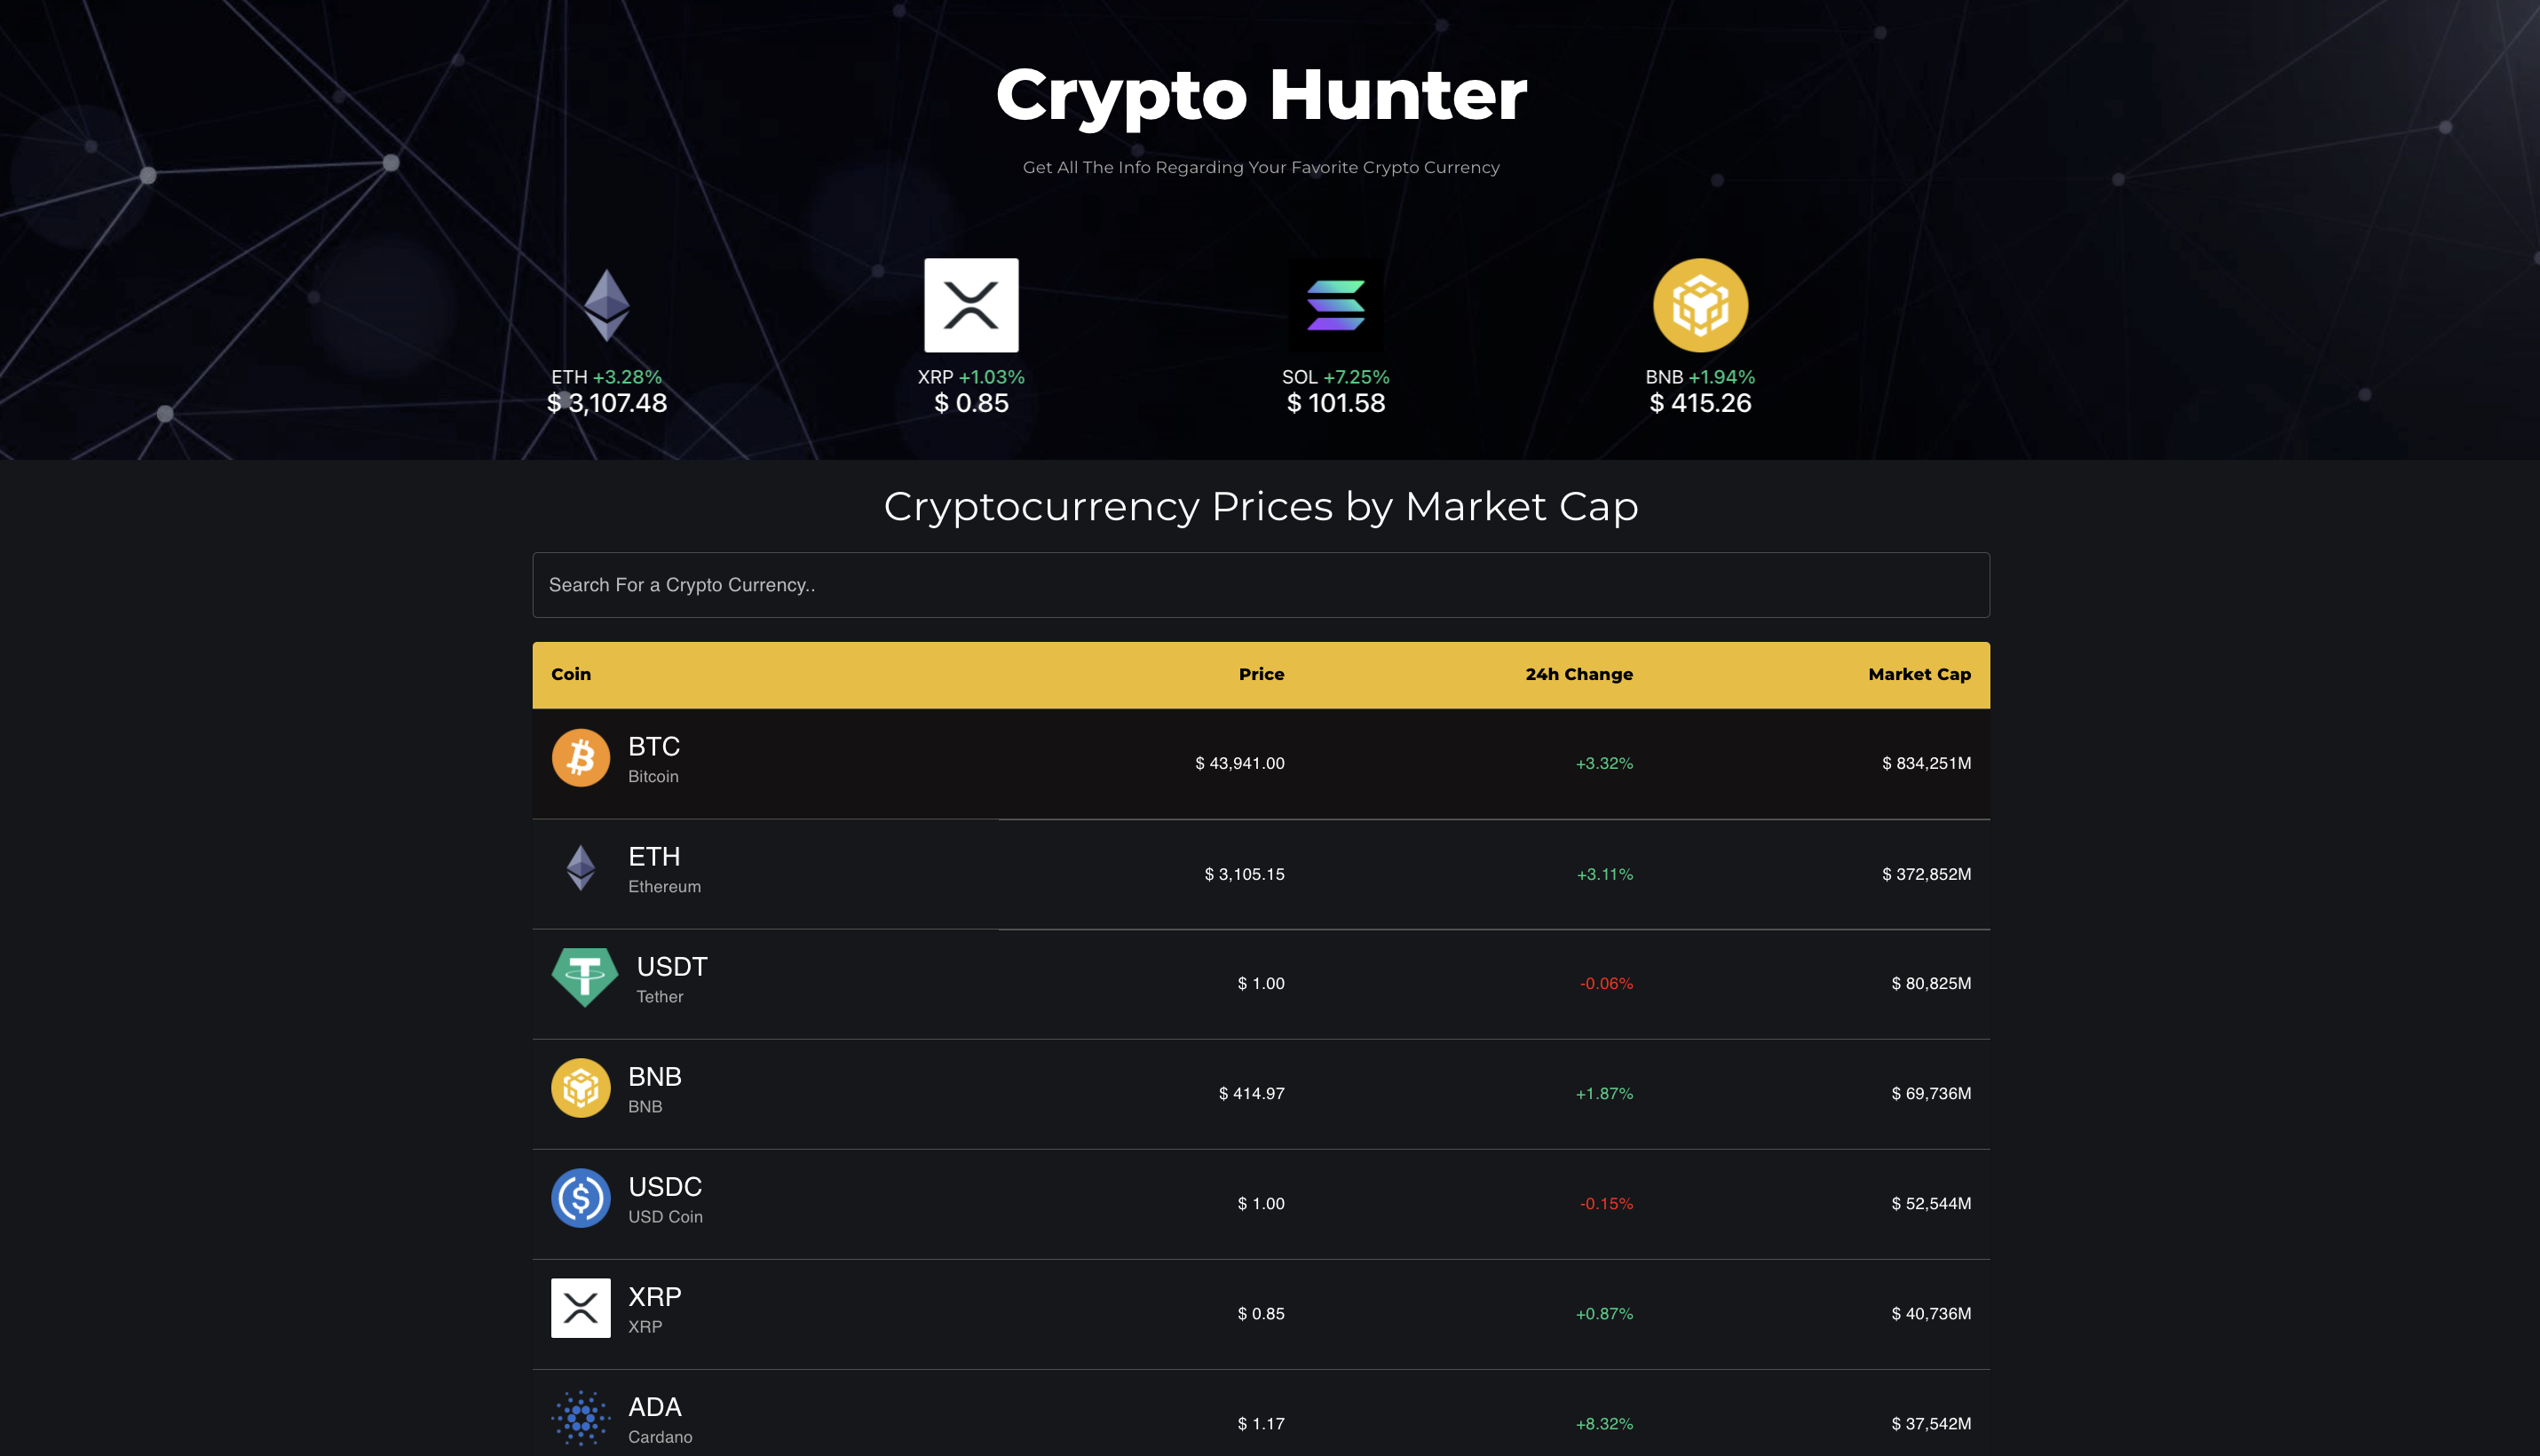 Crypto Hunter
Get All The Info Regarding Your Favorite Crypto Currency
ETH +3.28%
$ 3,107.48
XRP +1.03%
$ 0.85
SOL +7.25%
$ 101.58
BNB +1.94%
$ 415.26
Cryptocurrency Prices by Market Cap
Search For a Crypto Currency..
Coin Price 24h Change Market Cap
BTC
Bitcoin
$ 43,941.00 +3.32% $ 834,251M
ETH
Ethereum
$ 3,105.15 +3.11% $ 372,852M
USDT
Tether
$ 1.00 -0.06% $ 80,825M
BNB
BNB
$ 414.97 +1.87% $ 69,736M
USDC
USD Coin
$ 1.00 -0.15% $ 52,544M
XRP
XRP
$ 0.85 +0.87% $ 40,736M
ADA
Cardano
$ 1.17 +8.32% $ 37,542M